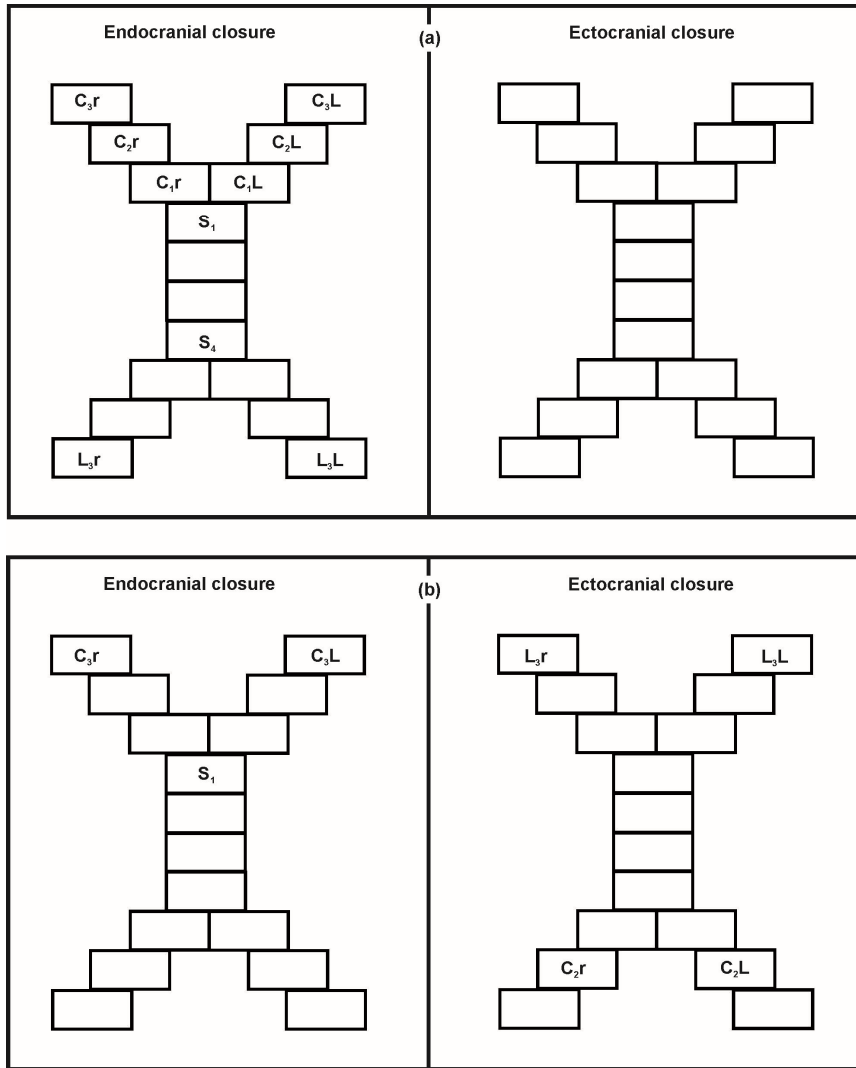 Endocranial closure (a) Ectocranial closure
C₃r C₃L
C₂r C₂L
C₁r C₁L
S₁
S₄
L₃r L₃L
Endocranial closure (b) Ectocranial closure
C₃r C₃L L₃r L₃L
S₁
C₂r C₂L